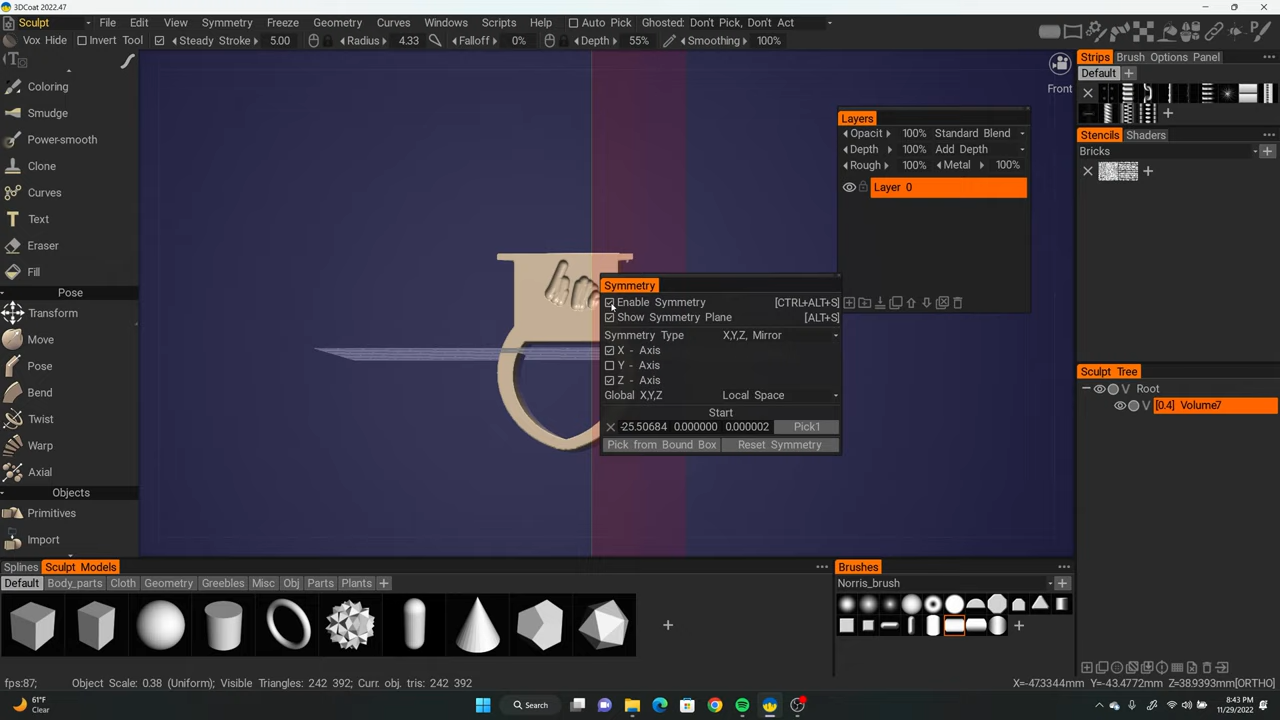 3DCoat 2022.47
Sculpt File Edit View Symmetry Freeze Geometry Curves Windows Scripts Help Auto Pick Ghosted: Don't Pick, Don't Act
Vox Hide Invert Tool Steady Stroke 5.00 Radius 4.33 Falloff 0% Depth 55% Smoothing 100%
Coloring
Smudge
Power-smooth
Clone
Curves
Text
Eraser
Fill
Pose
Transform
Move
Pose
Bend
Twist
Warp
Axial
Objects
Primitives
Import
Front
Layers
Opacit 100% Standard Blend
Depth 100% Add Depth
Rough 100% Metal 100%
Layer 0
Symmetry
Enable Symmetry [CTRL+ALT+S]
Show Symmetry Plane [ALT+S]
Symmetry Type X,Y,Z, Mirror
X - Axis
Y - Axis
Z - Axis
Global X,Y,Z Local Space
Start
-25.50684 0.000000 0.000002 Pick1
Pick from Bound Box Reset Symmetry
Strips Brush Options Panel
Default
Stencils Shaders
Bricks
Sculpt Tree
Root
V
[0.4] Volume7
V
Splines Sculpt Models
Default Body_parts Cloth Geometry Greebles Misc Obj Parts Plants
Brushes
Norris_brush
fps:87; Object Scale: 0.38 (Uniform); Visible Triangles: 242 392; Curr. obj. tris: 242 392
X=-47.3344mm Y=-43.4772mm Z=38.9393mm[ORTHO]
61°F
Clear
Search
8:43 PM
11/29/2022